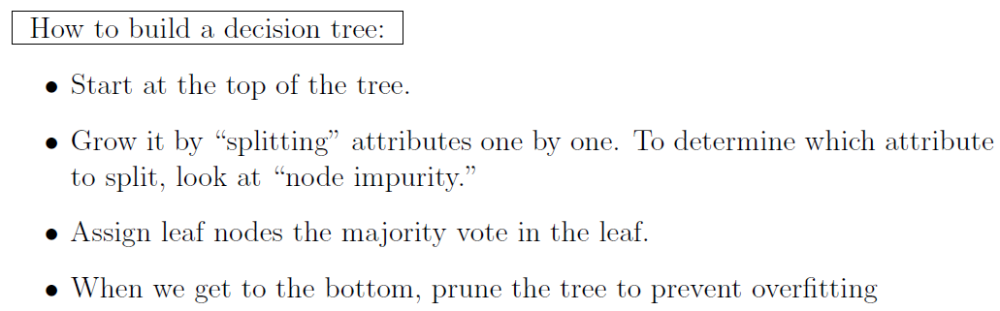 How to build a decision tree:
• Start at the top of the tree.
• Grow it by “splitting” attributes one by one. To determine which attribute
to split, look at “node impurity.”
• Assign leaf nodes the majority vote in the leaf.
• When we get to the bottom, prune the tree to prevent overfitting